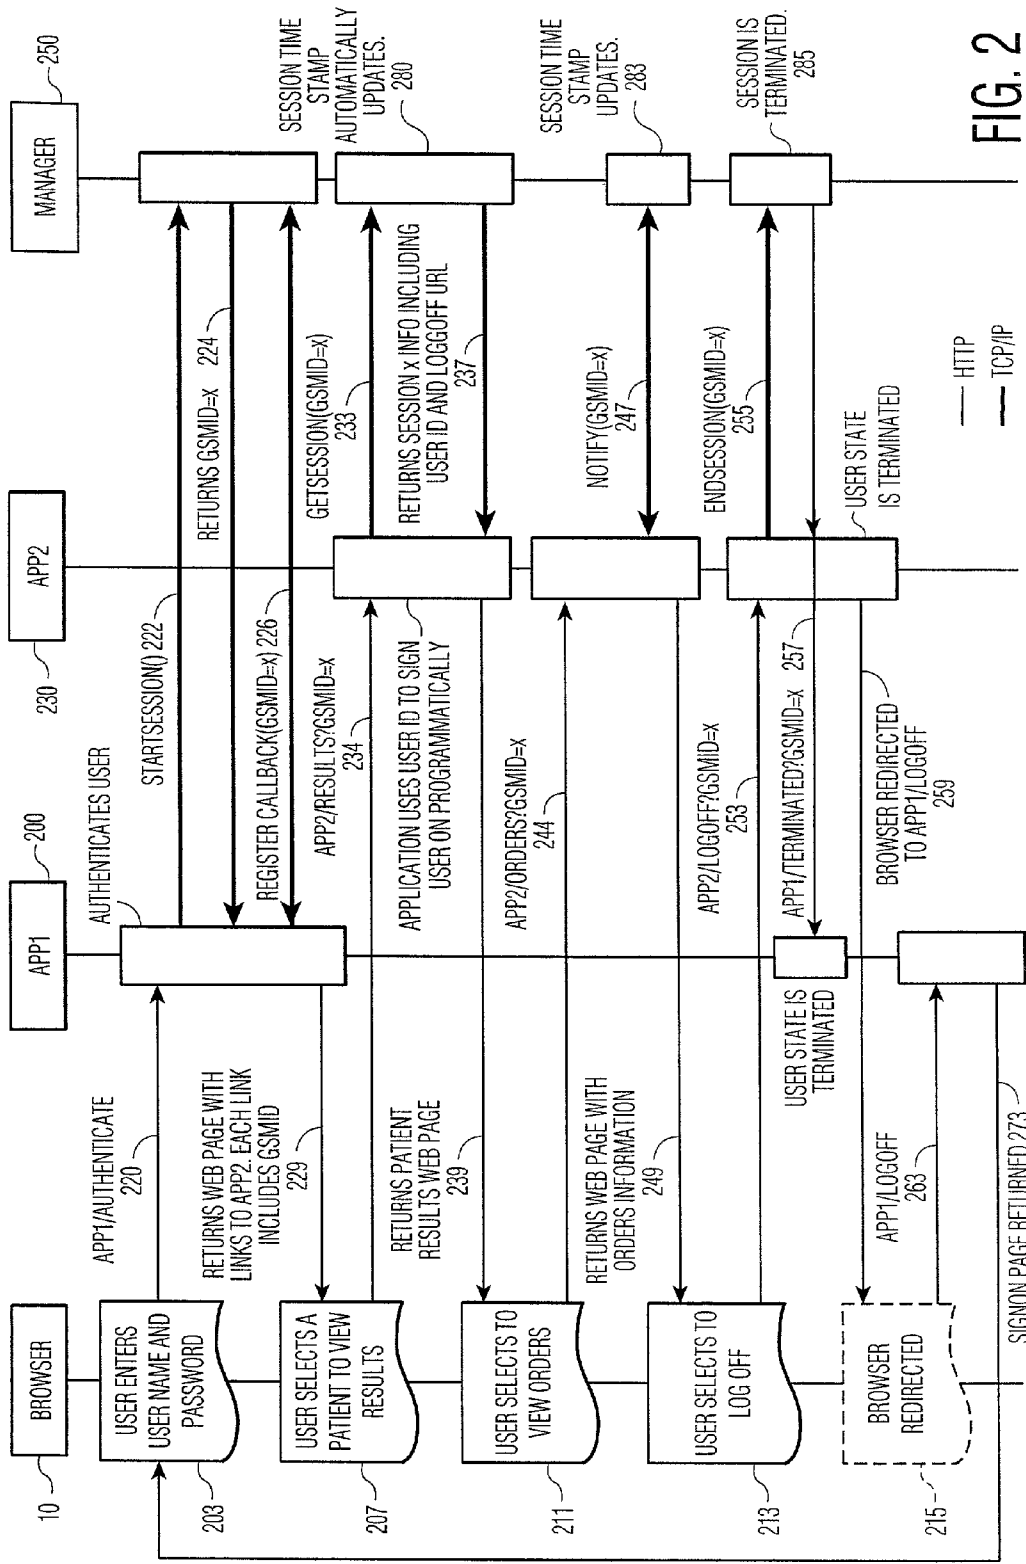 10
BROWSER
200
APP1
230
APP2
250
MANAGER
USER ENTERS
USER NAME AND
PASSWORD
203
APP1/AUTHENTICATE
220
AUTHENTICATES USER
STARTSESSION() 222
RETURNS GSMID=X 224
REGISTER CALLBACK(GSMID=x) 226
RETURNS WEB PAGE WITH
LINKS TO APP2. EACH LINK
INCLUDES GSMID
229
USER SELECTS A
PATIENT TO VIEW
RESULTS
207
APP2/RESULTS?GSMID=x
234
GETSESSION(GSMID=x)
233
SESSION TIME
STAMP
AUTOMATICALLY
UPDATES.
280
APPLICATION USES USER ID TO SIGN
USER ON PROGRAMMATICALLY
RETURNS SESSION x INFO INCLUDING
USER ID AND LOGGOFF URL
237
RETURNS PATIENT
RESULTS WEB PAGE
239
USER SELECTS TO
VIEW ORDERS
211
APP2/ORDERS?GSMID=x
244
NOTIFY(GSMID=x)
247
SESSION TIME
STAMP
UPDATES.
283
RETURNS WEB PAGE WITH
ORDERS INFORMATION
249
USER SELECTS TO
LOG OFF
213
APP2/LOGOFF?GSMID=x
253
ENDSESSION(GSMID=x)
255
SESSION IS
TERMINATED.
285
APP1/TERMINATED?GSMID=x 257
USER STATE IS
TERMINATED
USER STATE
IS TERMINATED
BROWSER REDIRECTED
TO APP1/LOGOFF
259
BROWSER
REDIRECTED
215
APP1/LOGOFF
263
SIGNON PAGE RETURNED 273
HTTP
TCP/IP
FIG. 2